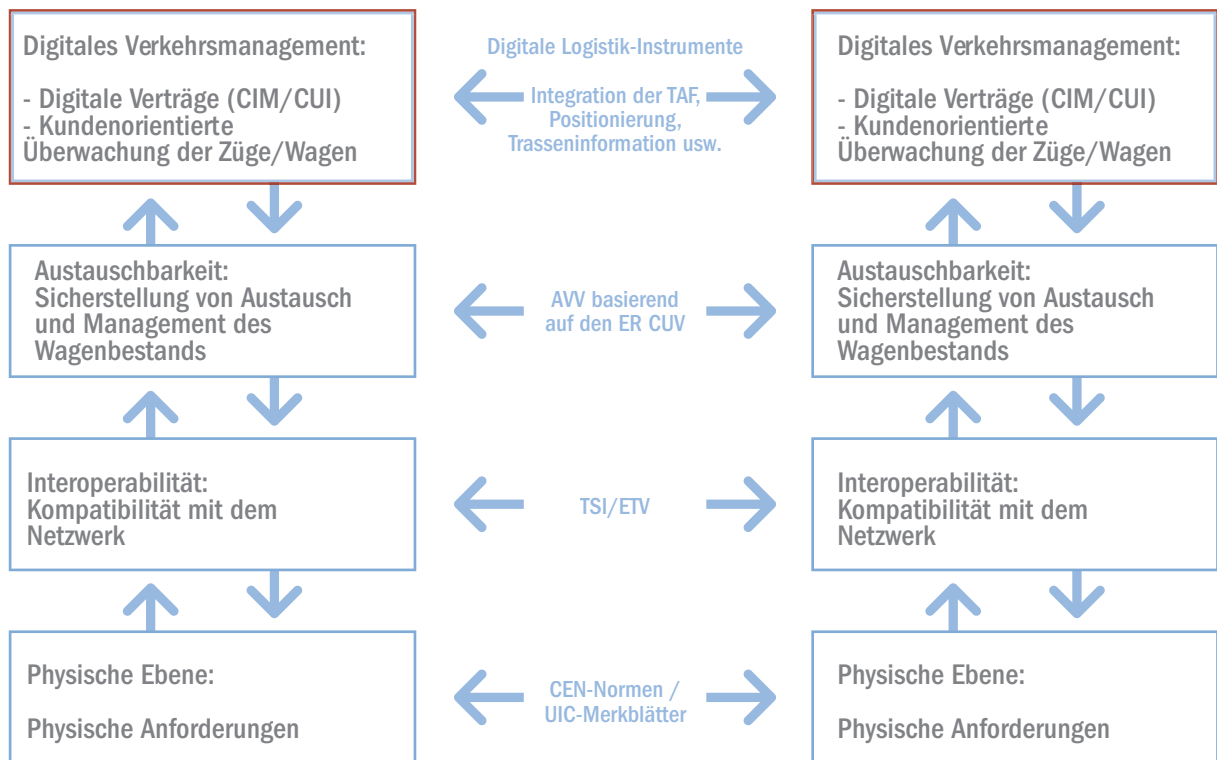 Digitales Verkehrsmanagement:
- Digitale Verträge (CIM/CUI)
- Kundenorientierte
Überwachung der Züge/Wagen
Digitale Logistik-Instrumente
Integration der TAF,
Positionierung,
Trasseninformation usw.
Digitales Verkehrsmanagement:
- Digitale Verträge (CIM/CUI)
- Kundenorientierte
Überwachung der Züge/Wagen
Austauschbarkeit:
Sicherstellung von Austausch
und Management des
Wagenbestands
AVV basierend
auf den ER CUV
Austauschbarkeit:
Sicherstellung von Austausch
und Management des
Wagenbestands
Interoperabilität:
Kompatibilität mit dem
Netzwerk
TSI/ETV
Interoperabilität:
Kompatibilität mit dem
Netzwerk
Physische Ebene:
Physische Anforderungen
CEN-Normen /
UIC-Merkblätter
Physische Ebene:
Physische Anforderungen